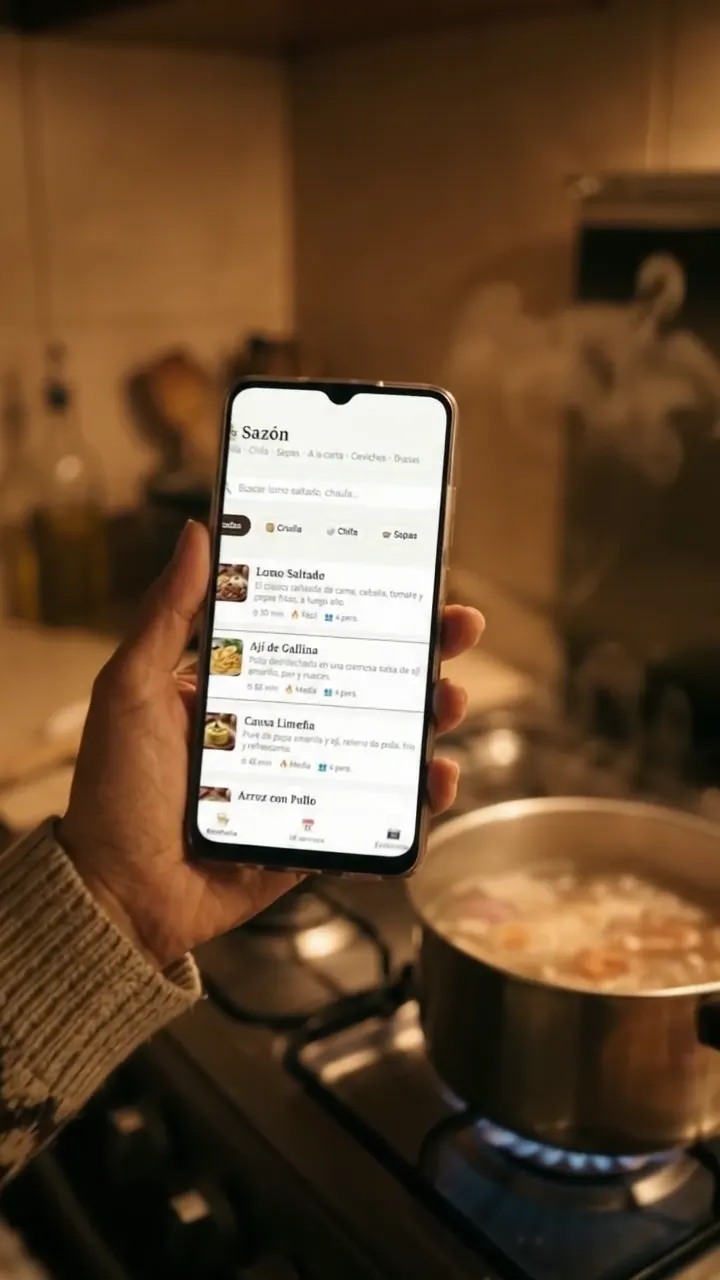 Sazón
· Chifa · Sopas · A la carta · Ceviches ·
Buscar lomo saltado, chaufa...
Criolla
Chifa
Sopas
Lomo Saltado
El clásico salteado de carne, cebolla, tomate y
papas fritas, a fuego alto.
30 min Fácil 4 pers.
Ají de Gallina
Pollo deshilachado en una cremosa salsa de ají
amarillo, pan y nueces.
min Media 4 pers.
Causa Limeña
Puré de papa amarilla y ají, relleno de pollo, frío
y refrescante.
min Media 4 pers.
Arroz con Pollo